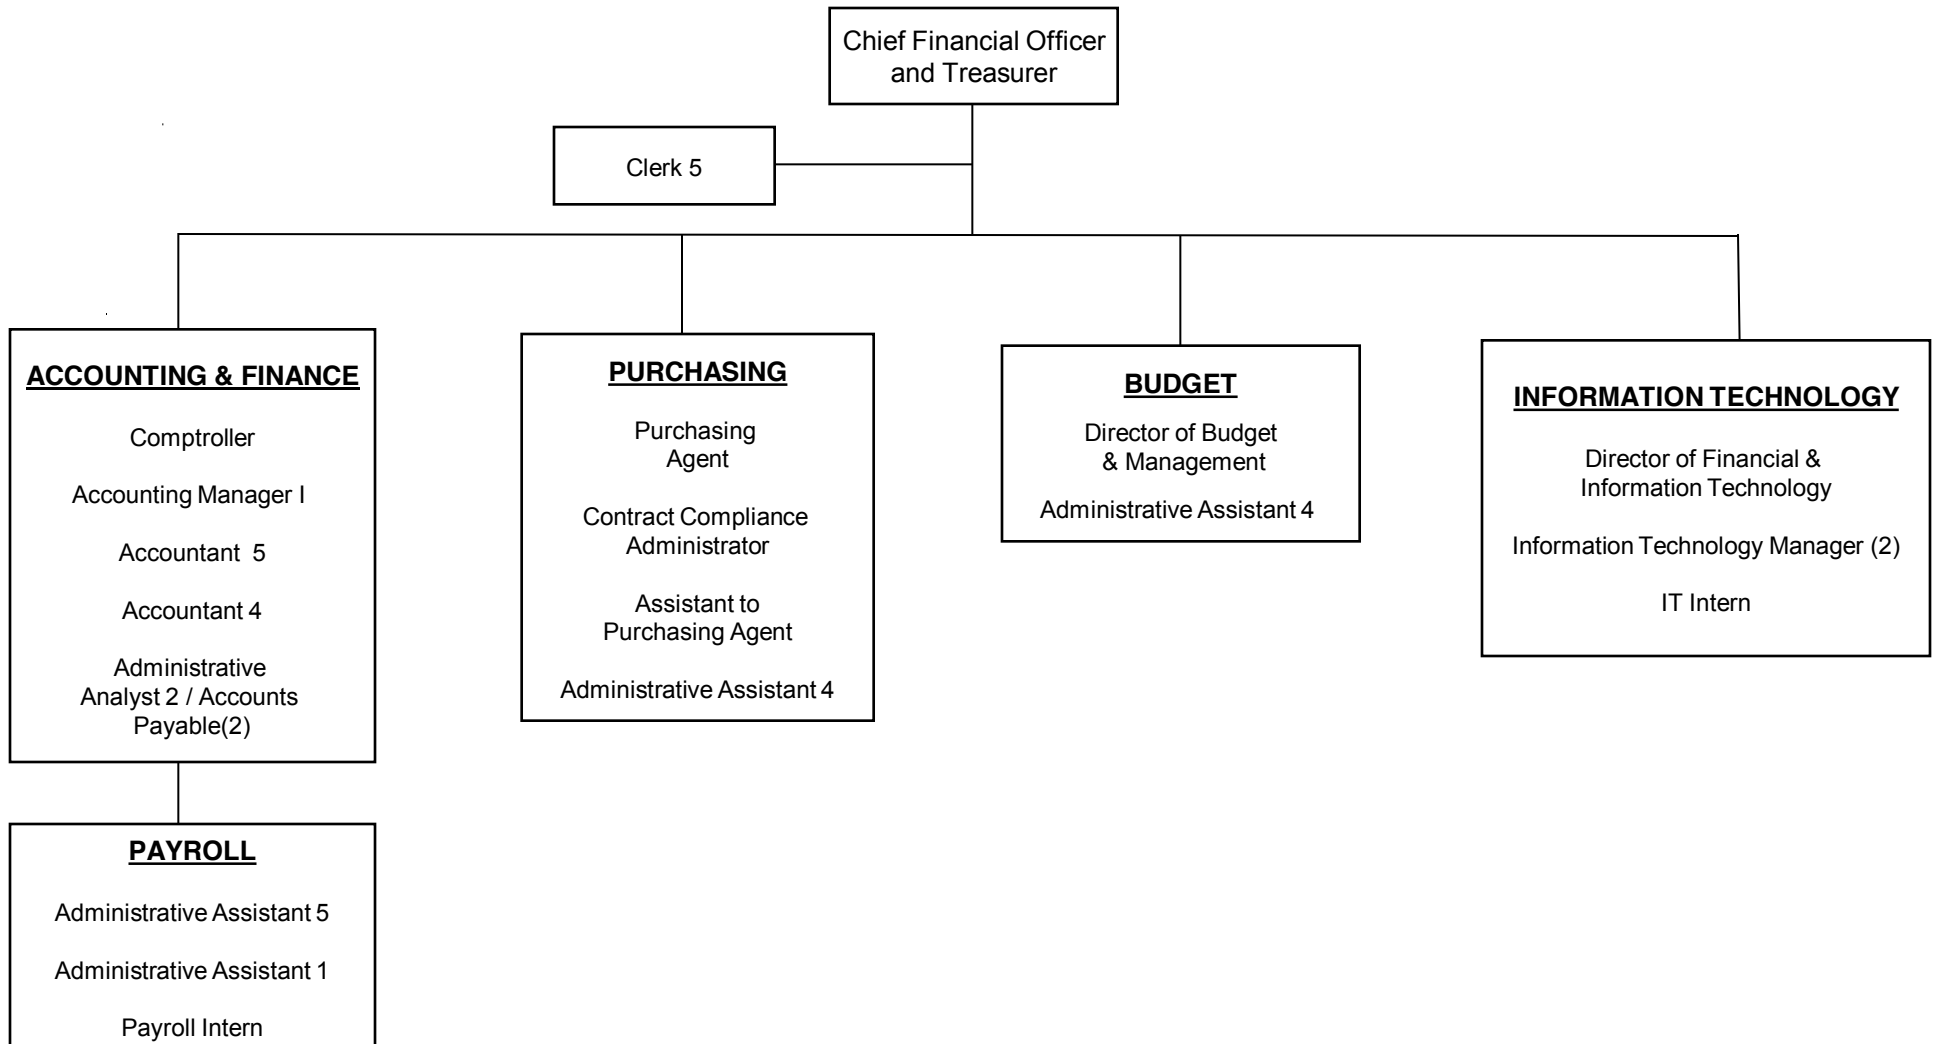 Chief Financial Officer
and Treasurer
Clerk 5
ACCOUNTING & FINANCE
Comptroller
Accounting Manager I
Accountant 5
Accountant 4
Administrative
Analyst 2 / Accounts
Payable(2)
PURCHASING
Purchasing
Agent
Contract Compliance
Administrator
Assistant to
Purchasing Agent
Administrative Assistant 4
BUDGET
Director of Budget
& Management
Administrative Assistant 4
INFORMATION TECHNOLOGY
Director of Financial &
Information Technology
Information Technology Manager (2)
IT Intern
PAYROLL
Administrative Assistant 5
Administrative Assistant 1
Payroll Intern